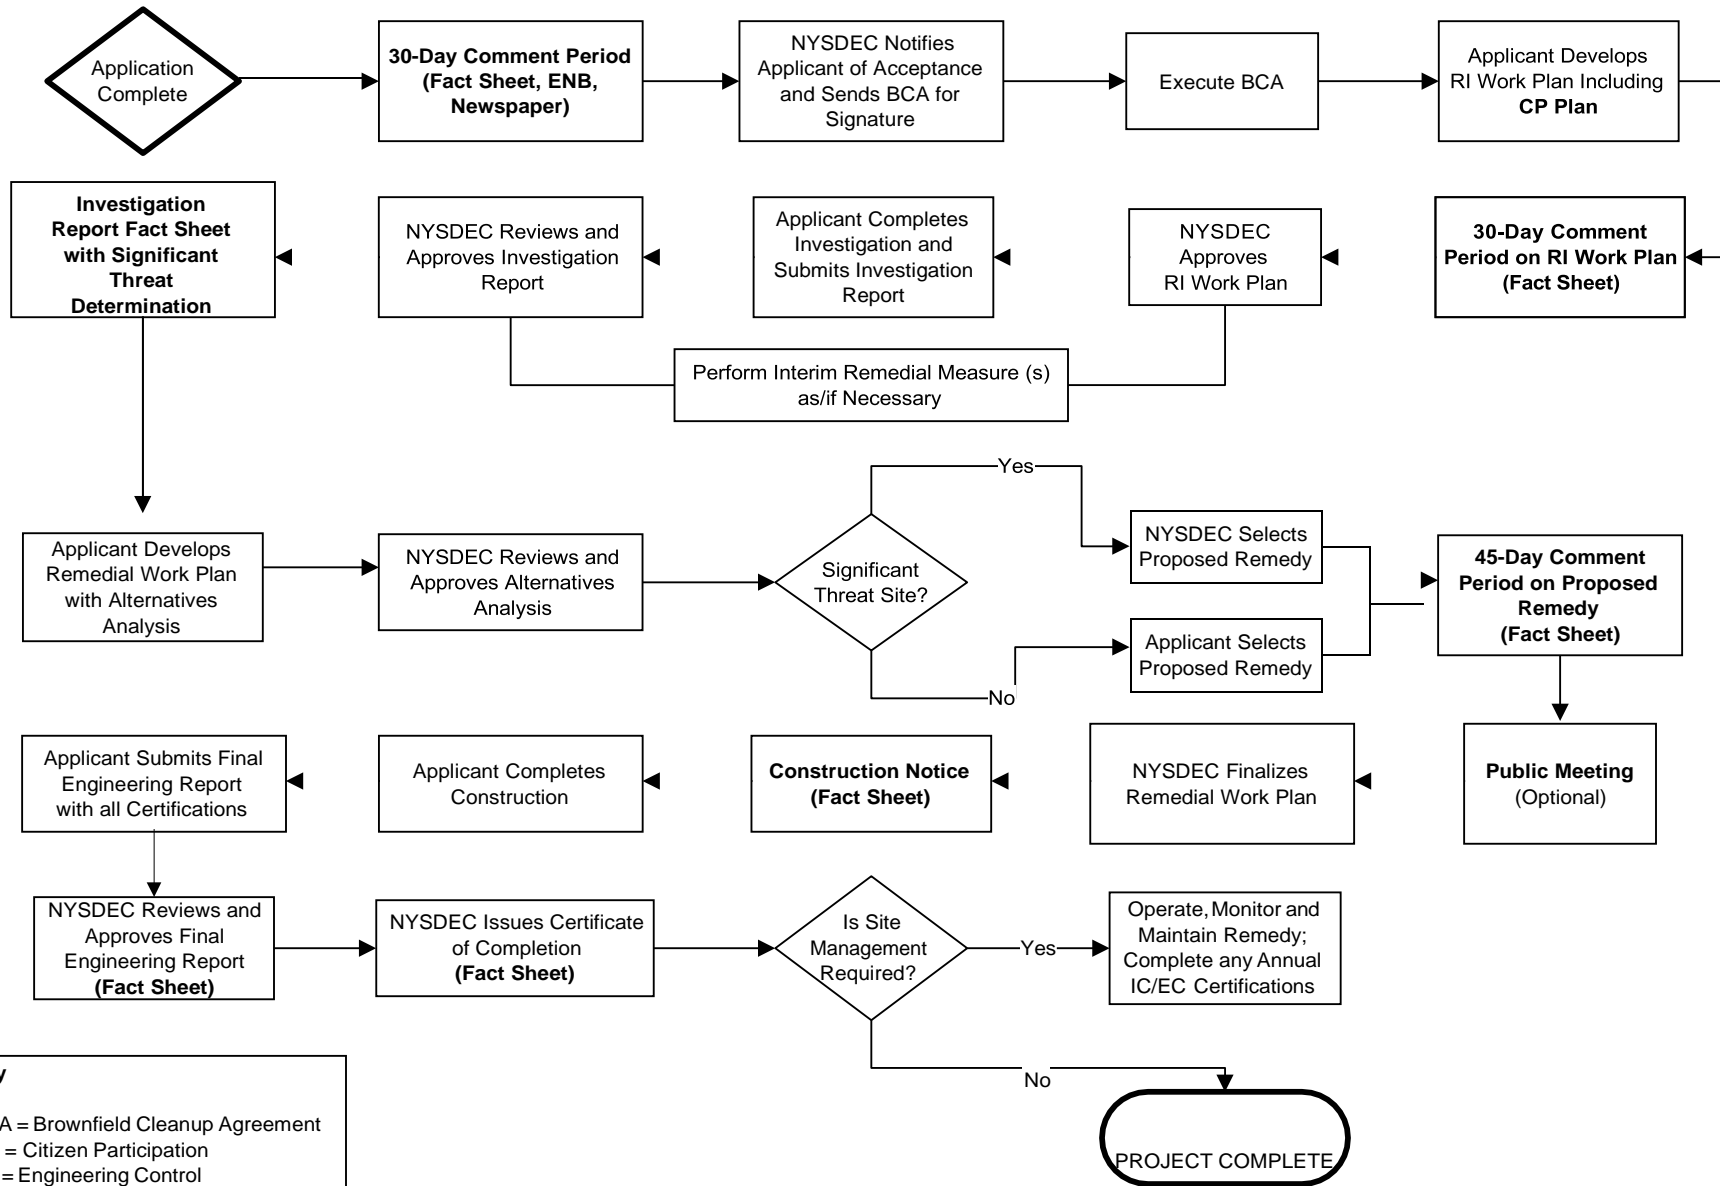 Application
Complete
30-Day Comment Period
(Fact Sheet, ENB,
Newspaper)
NYSDEC Notifies
Applicant of Acceptance
and Sends BCA for
Signature
Execute BCA
Applicant Develops
RI Work Plan Including
CP Plan
Investigation
Report Fact Sheet
with Significant
Threat
Determination
NYSDEC Reviews and
Approves Investigation
Report
Applicant Completes
Investigation and
Submits Investigation
Report
NYSDEC
Approves
RI Work Plan
30-Day Comment
Period on RI Work Plan
(Fact Sheet)
Perform Interim Remedial Measure (s)
as/if Necessary
Applicant Develops
Remedial Work Plan
with Alternatives
Analysis
NYSDEC Reviews and
Approves Alternatives
Analysis
Significant
Threat Site?
Yes
No
NYSDEC Selects
Proposed Remedy
Applicant Selects
Proposed Remedy
45-Day Comment
Period on Proposed
Remedy
(Fact Sheet)
Applicant Submits Final
Engineering Report
with all Certifications
Applicant Completes
Construction
Construction Notice
(Fact Sheet)
NYSDEC Finalizes
Remedial Work Plan
Public Meeting
(Optional)
NYSDEC Reviews and
Approves Final
Engineering Report
(Fact Sheet)
NYSDEC Issues Certificate
of Completion
(Fact Sheet)
Is Site
Management
Required?
Yes
No
Operate, Monitor and
Maintain Remedy;
Complete any Annual
IC/EC Certifications
PROJECT COMPLETE
y
A = Brownfield Cleanup Agreement
= Citizen Participation
= Engineering Control